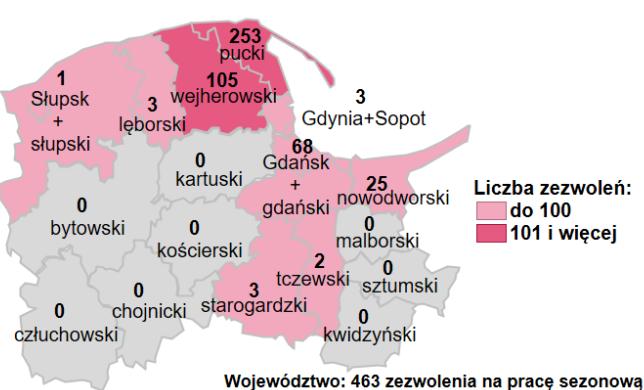 253
pucki
1
Słupsk
+
słupski
3
lęborski
105
wejherowski
3
Gdynia+Sopot
0
kartuski
68
Gdańsk
+
gdański
25
nowodworski
0
bytowski
0
kościerski
0
malborski
2
tczewski
0
sztumski
0
człuchowski
0
chojnicki
3
starogardzki
0
kwidzyński
Liczba zezwoleń:
do 100
101 i więcej
Województwo: 463 zezwolenia na pracę sezonową